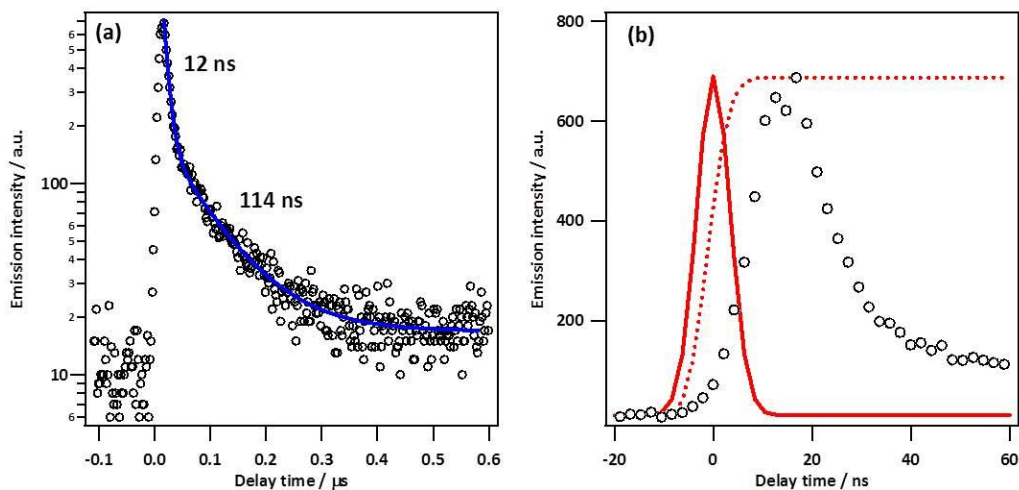 (a)
12 ns
114 ns
Emission intensity / a.u.
6
5
4
3
2
100
6
5
4
3
2
10
8
6
-0.1 0.0 0.1 0.2 0.3 0.4 0.5 0.6
Delay time / μs
(b)
Emission intensity / a.u.
800
600
400
200
-20 0 20 40 60
Delay time / ns